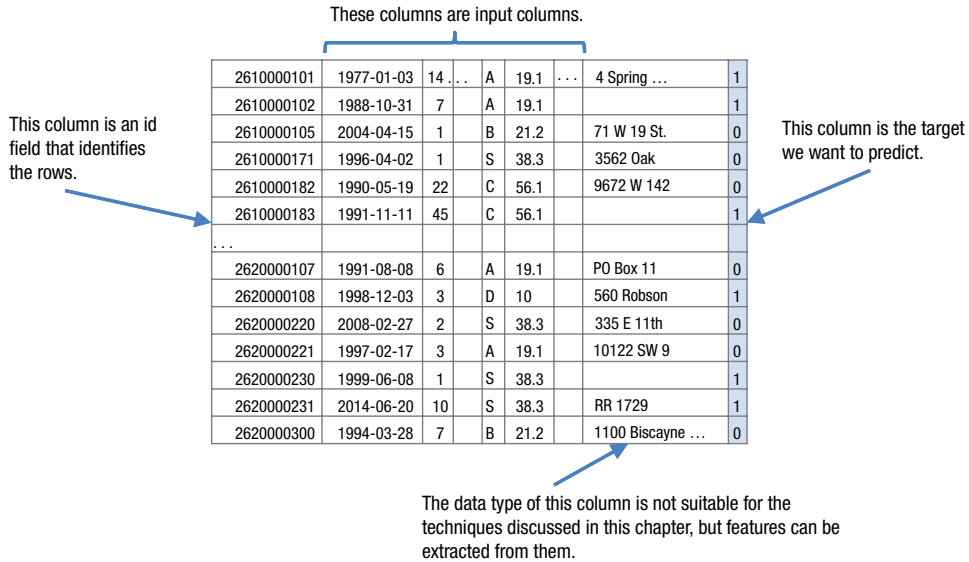 These columns are input columns.
2610000101 1977-01-03 14 . . . A 19.1 . . . 4 Spring … 1
2610000102 1988-10-31 7 A 19.1 1
2610000105 2004-04-15 1 B 21.2 71 W 19 St. 0
2610000171 1996-04-02 1 S 38.3 3562 Oak 0
2610000182 1990-05-19 22 C 56.1 9672 W 142 0
2610000183 1991-11-11 45 C 56.1 1
. . .
2620000107 1991-08-08 6 A 19.1 PO Box 11 0
2620000108 1998-12-03 3 D 10 560 Robson 1
2620000220 2008-02-27 2 S 38.3 335 E 11th 0
2620000221 1997-02-17 3 A 19.1 10122 SW 9 0
2620000230 1999-06-08 1 S 38.3 1
2620000231 2014-06-20 10 S 38.3 RR 1729 1
2620000300 1994-03-28 7 B 21.2 1100 Biscayne … 0
This column is an id
field that identifies
the rows.
This column is the target
we want to predict.
The data type of this column is not suitable for the
techniques discussed in this chapter, but features can be
extracted from them.